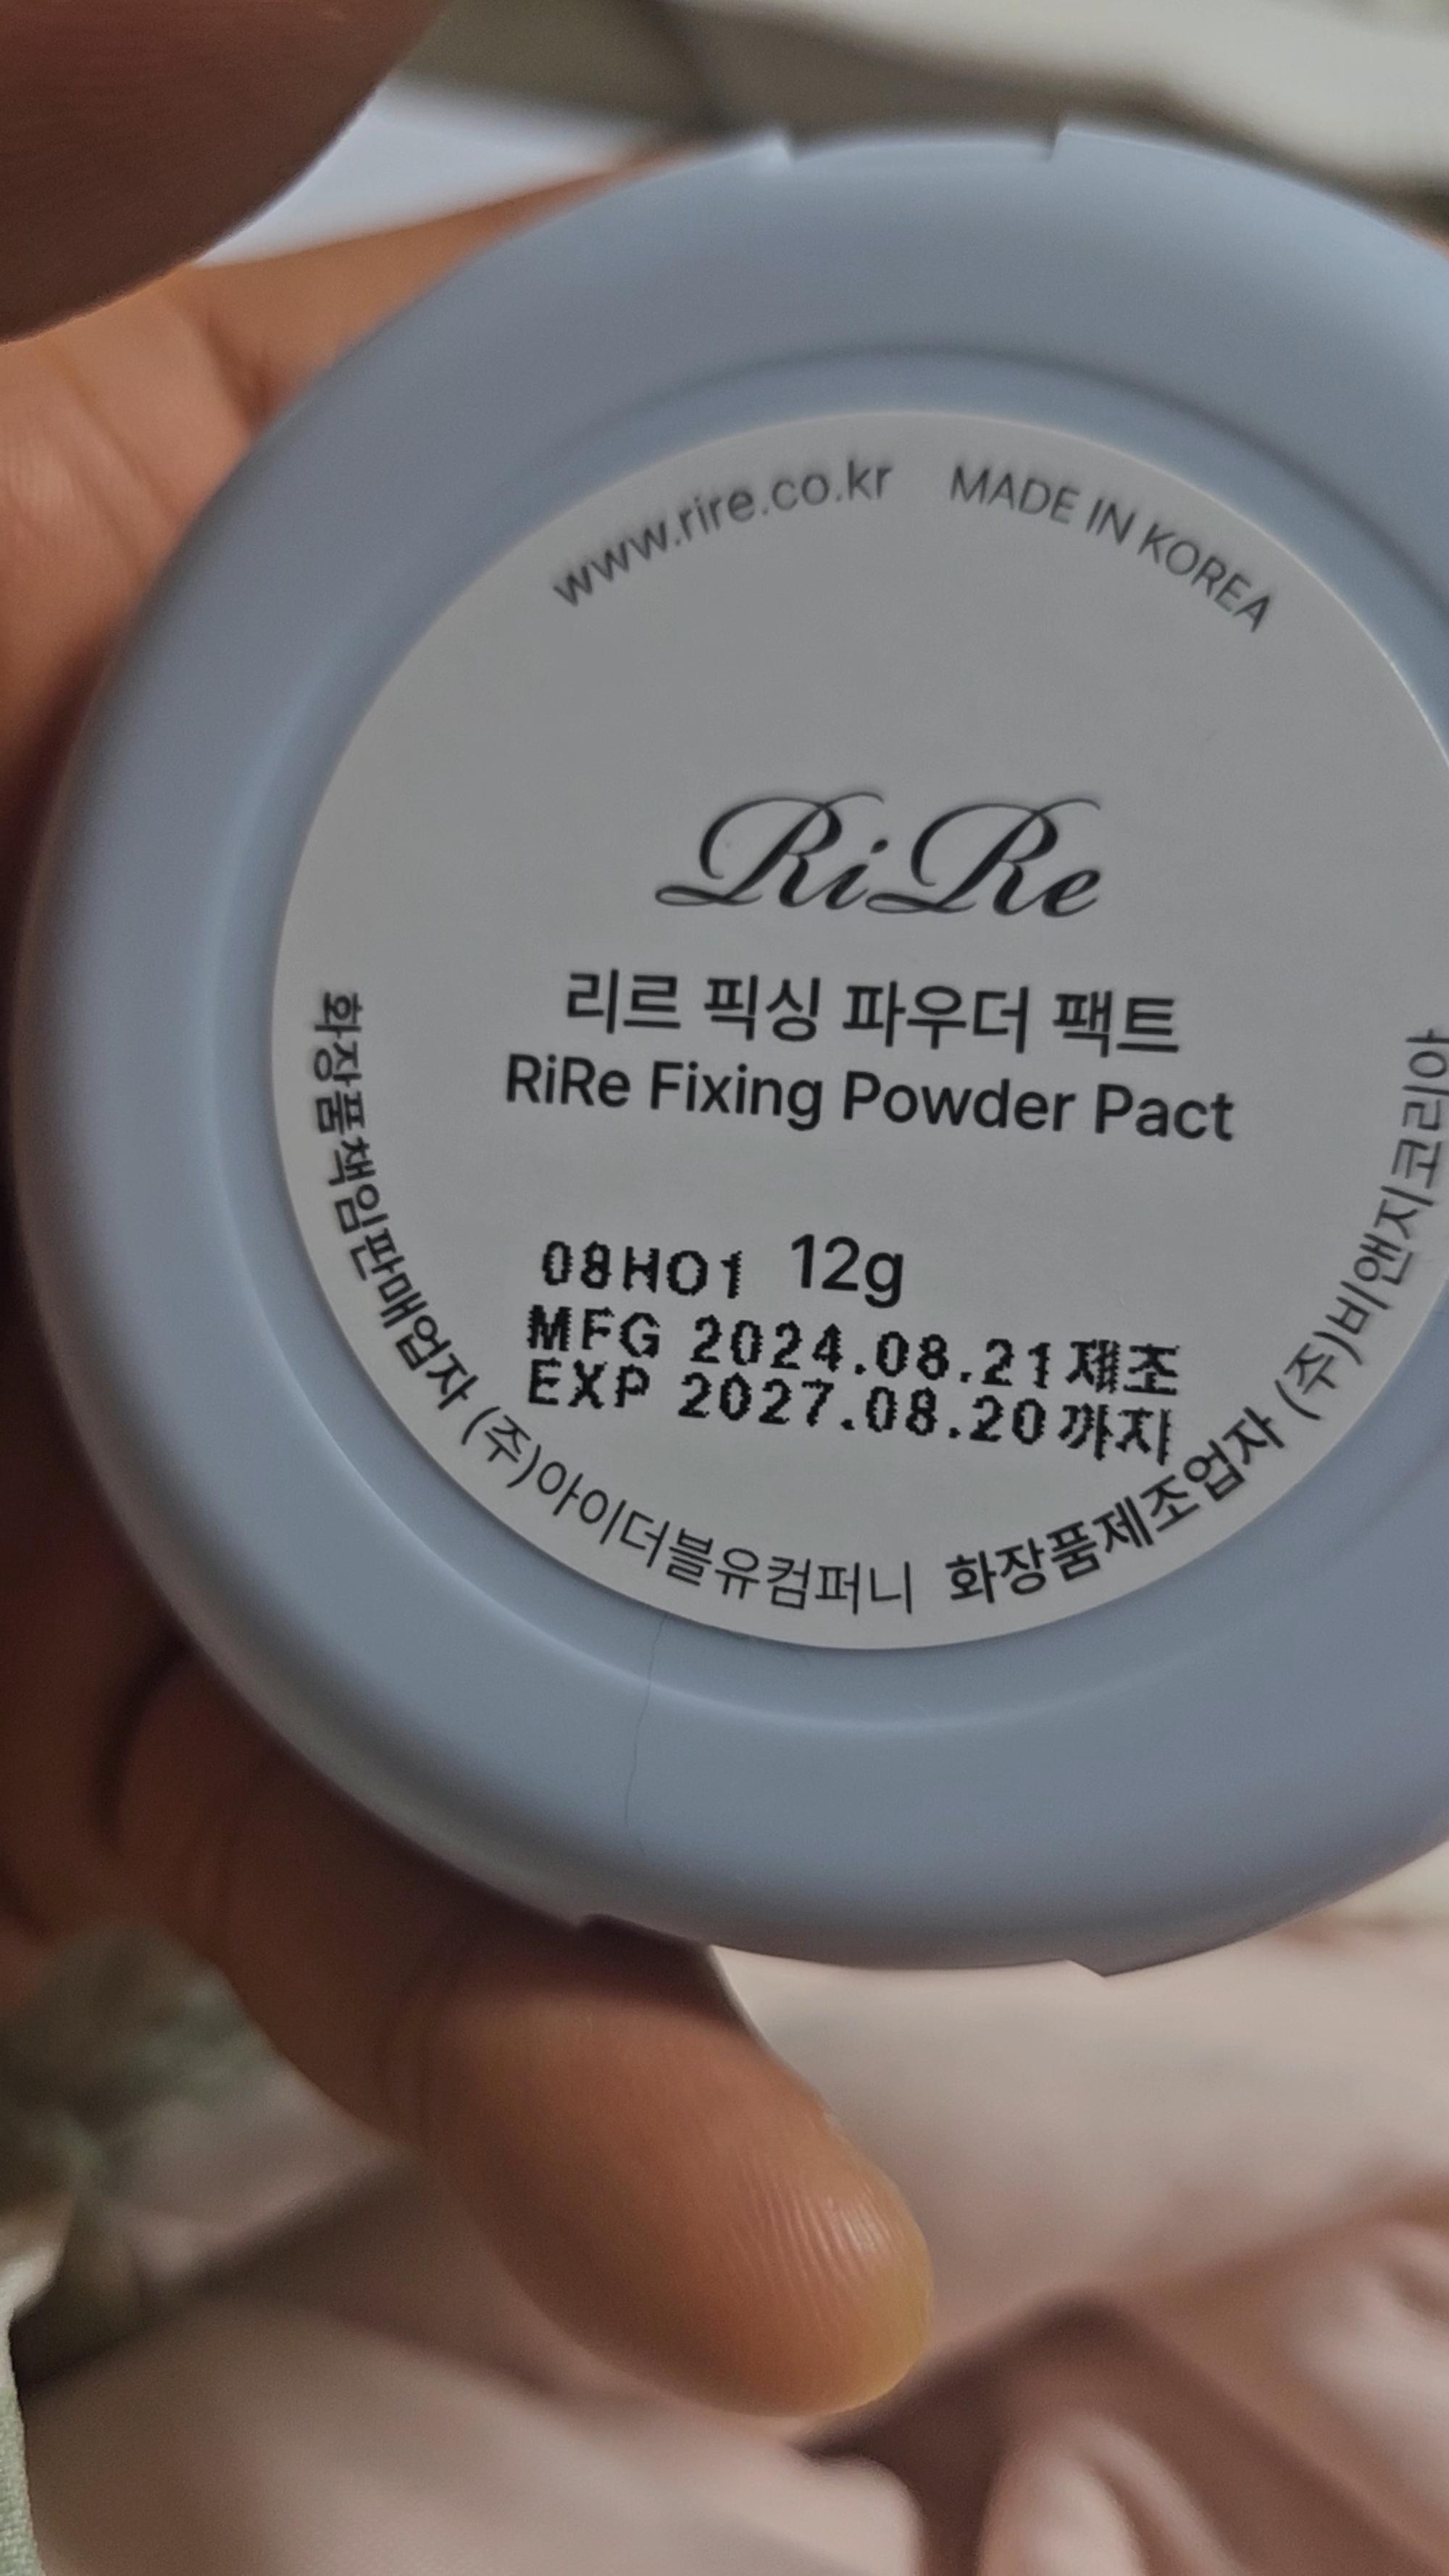 www.rire.co.kr MADE IN KOREA
RiRe
리르 픽싱 파우더 팩트
RiRe Fixing Powder Pact
08HO1 12g
MFG 2024.08.21제조
EXP 2027.08.20까지
화장품책임판매업자 (주)아이더블유컴퍼니 화장품제조업자 (주)비앤지코리아